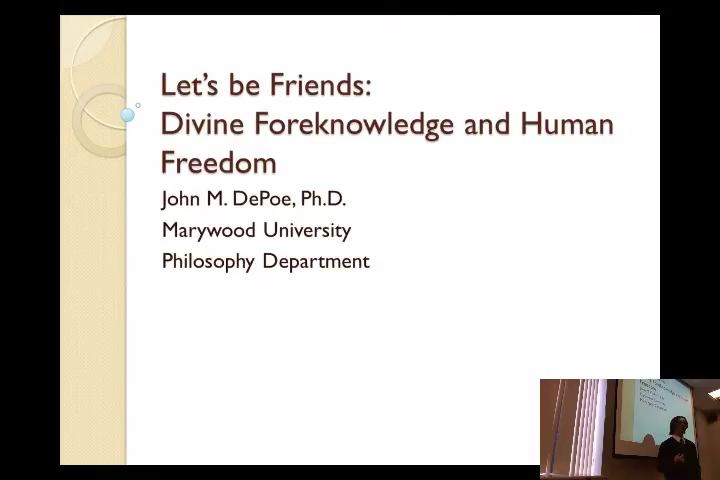 Let's be Friends:
Divine Foreknowledge and Human
Freedom
John M. DePoe, Ph.D.
Marywood University
Philosophy Department